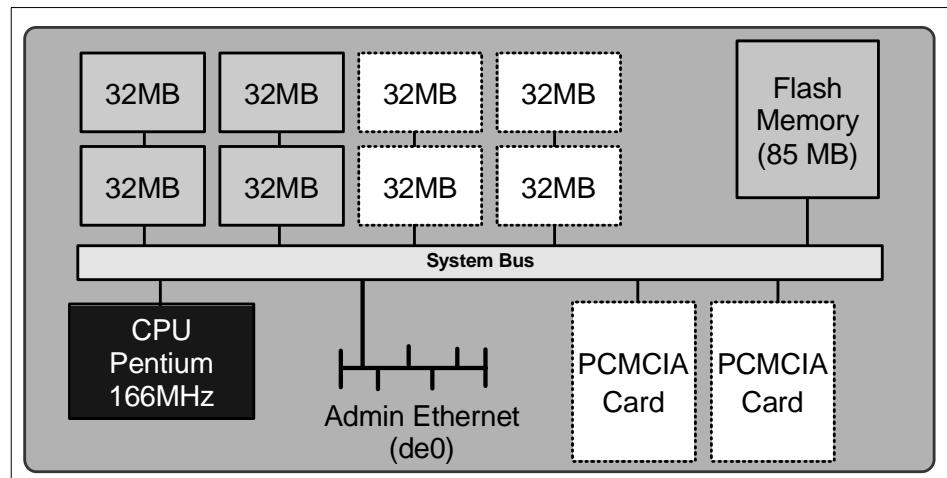 32MB
32MB
32MB
32MB
Flash
Memory
(85 MB)
32MB
32MB
32MB
32MB
System Bus
CPU
Pentium
166MHz
Admin Ethernet
(de0)
PCMCIA
Card
PCMCIA
Card